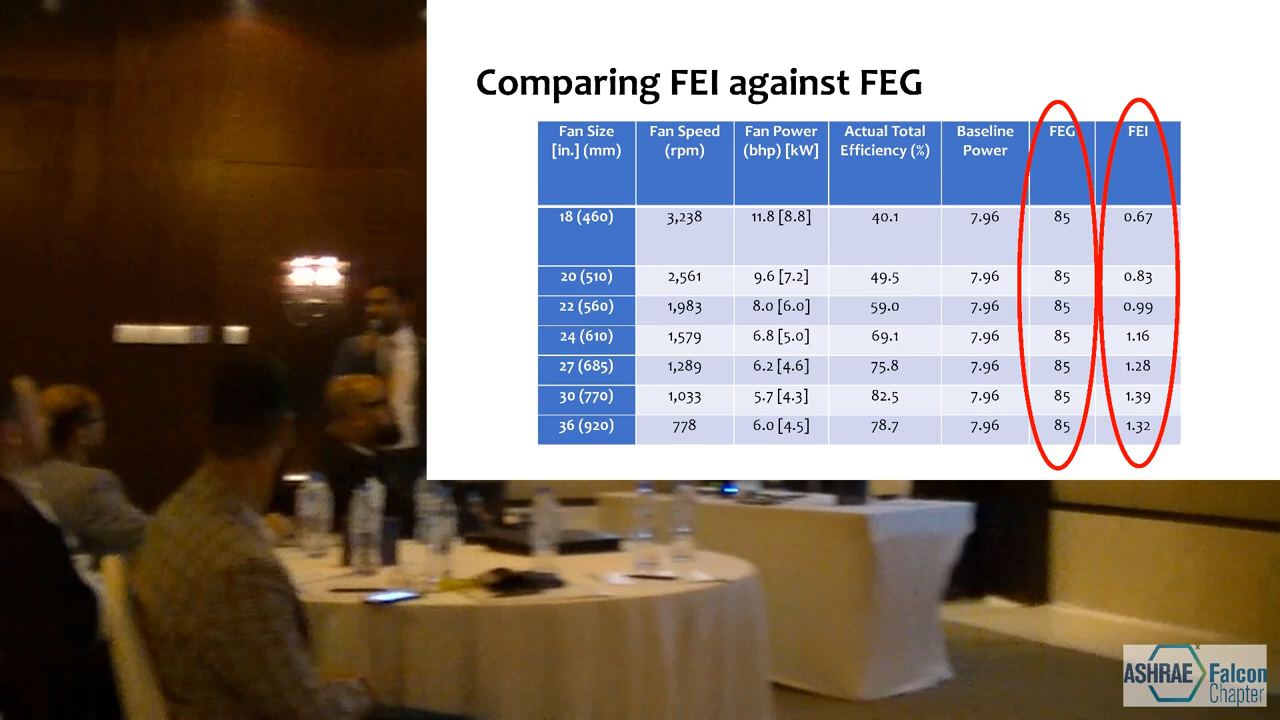 Comparing FEI against FEG
Fan Size [in.] (mm) Fan Speed (rpm) Fan Power (bhp) [kW] Actual Total Efficiency (%) Baseline Power FEG FEI
18 (460) 3,238 11.8 [8.8] 40.1 7.96 85 0.67
20 (510) 2,561 9.6 [7.2] 49.5 7.96 85 0.83
22 (560) 1,983 8.0 [6.0] 59.0 7.96 85 0.99
24 (610) 1,579 6.8 [5.0] 69.1 7.96 85 1.16
27 (685) 1,289 6.2 [4.6] 75.8 7.96 85 1.28
30 (770) 1,033 5.7 [4.3] 82.5 7.96 85 1.39
36 (920) 778 6.0 [4.5] 78.7 7.96 85 1.32
ASHRAE Falcon
Chapter